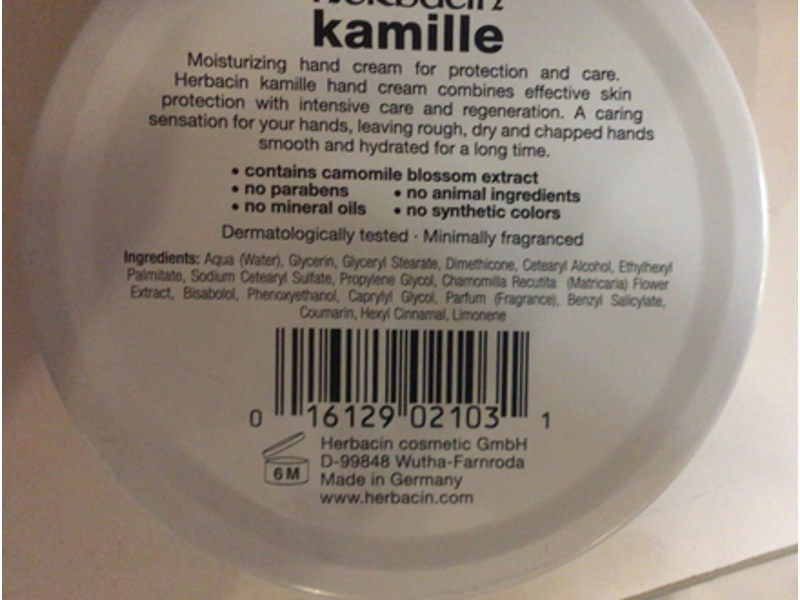 Herbacin
kamille
Moisturizing hand cream for protection and care.
Herbacin kamille hand cream combines effective skin
protection with intensive care and regeneration. A caring
sensation for your hands, leaving rough, dry and chapped hands
smooth and hydrated for a long time.
• contains camomile blossom extract
• no parabens • no animal ingredients
• no mineral oils • no synthetic colors
Dermatologically tested · Minimally fragranced
Ingredients: Aqua (Water), Glycerin, Glyceryl Stearate, Dimethicone, Cetearyl Alcohol, Ethylhexyl
Palmitate, Sodium Cetearyl Sulfate, Propylene Glycol, Chamomilla Recutita (Matricaria) Flower
Extract, Bisabolol, Phenoxyethanol, Caprylyl Glycol, Parfum (Fragrance), Benzyl Salicylate,
Coumarin, Hexyl Cinnamal, Limonene
0 16129 02103 1
Herbacin cosmetic GmbH
D-99848 Wutha-Farnroda
6 M
Made in Germany
www.herbacin.com